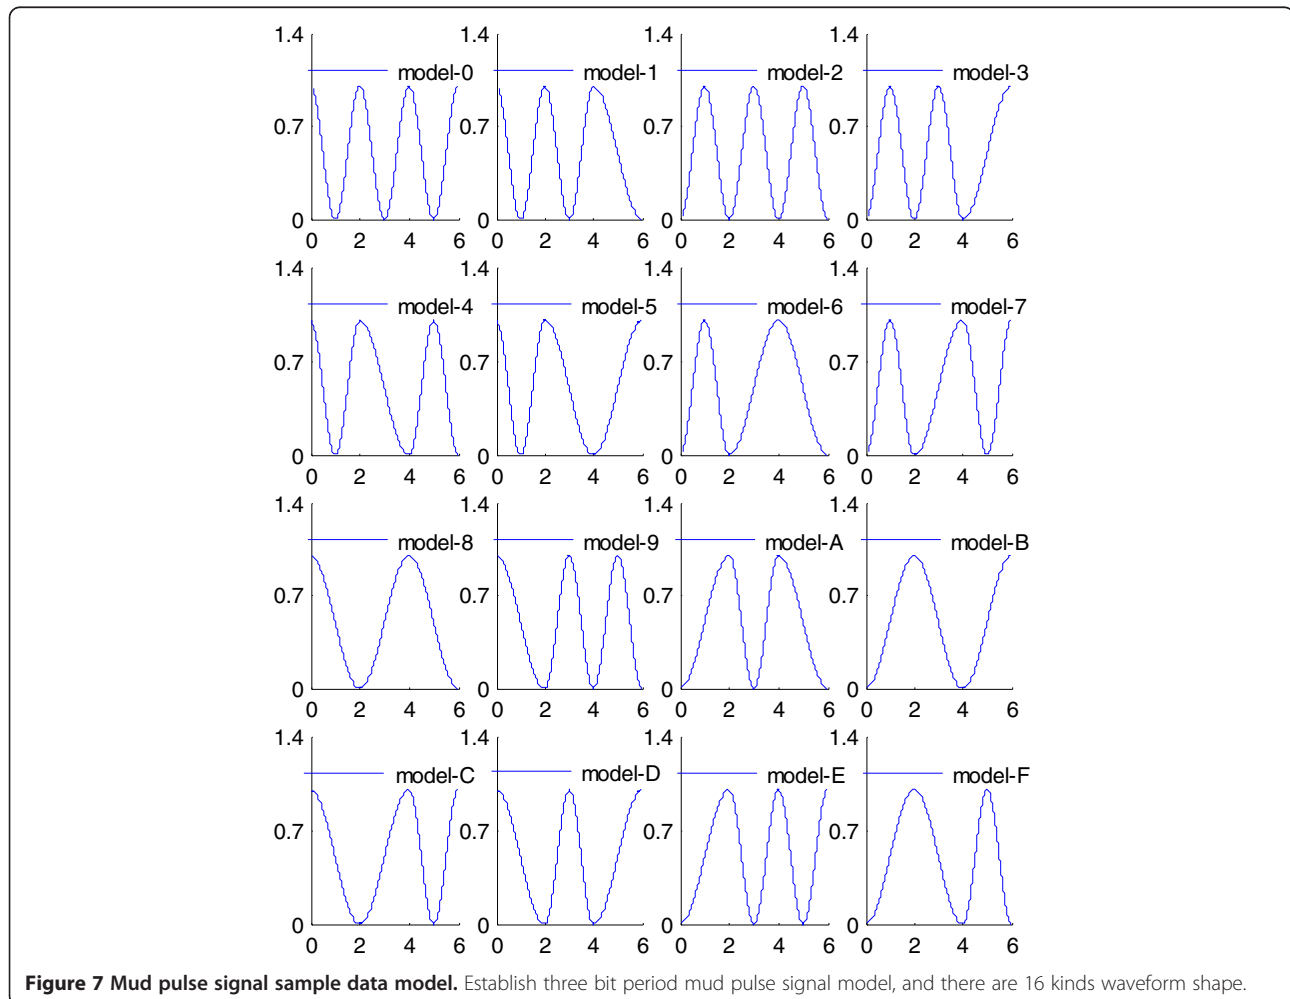 1.4 1.4 1.4 1.4
model-0 model-1 model-2 model-3
0.7 0.7 0.7 0.7
0 0 0 0
0 2 4 6 0 2 4 6 0 2 4 6 0 2 4 6
1.4 1.4 1.4 1.4
model-4 model-5 model-6 model-7
0.7 0.7 0.7 0.7
0 0 0 0
0 2 4 6 0 2 4 6 0 2 4 6 0 2 4 6
1.4 1.4 1.4 1.4
model-8 model-9 model-A model-B
0.7 0.7 0.7 0.7
0 0 0 0
0 2 4 6 0 2 4 6 0 2 4 6 0 2 4 6
1.4 1.4 1.4 1.4
model-C model-D model-E model-F
0.7 0.7 0.7 0.7
0 0 0 0
0 2 4 6 0 2 4 6 0 2 4 6 0 2 4 6
Figure 7 Mud pulse signal sample data model. Establish three bit period mud pulse signal model, and there are 16 kinds waveform shape.